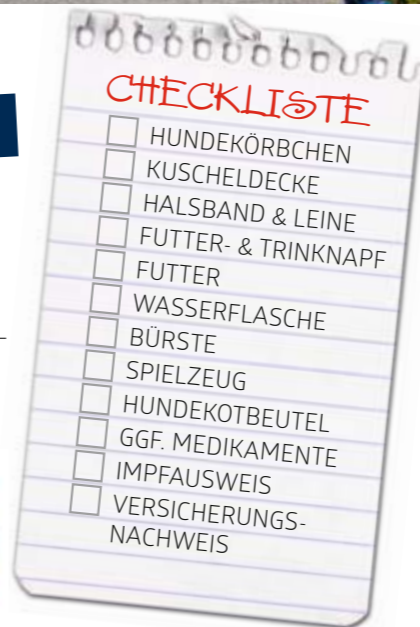 CHECKLISTE
HUNDEKÖRBCHEN
KUSCHELDECKE
HALSBAND & LEINE
FUTTER- & TRINKNAPF
FUTTER
WASSERFLASCHE
BÜRSTE
SPIELZEUG
HUNDEKOTBEUTEL
GGF. MEDIKAMENTE
IMPFAUSWEIS
VERSICHERUNGS-
NACHWEIS